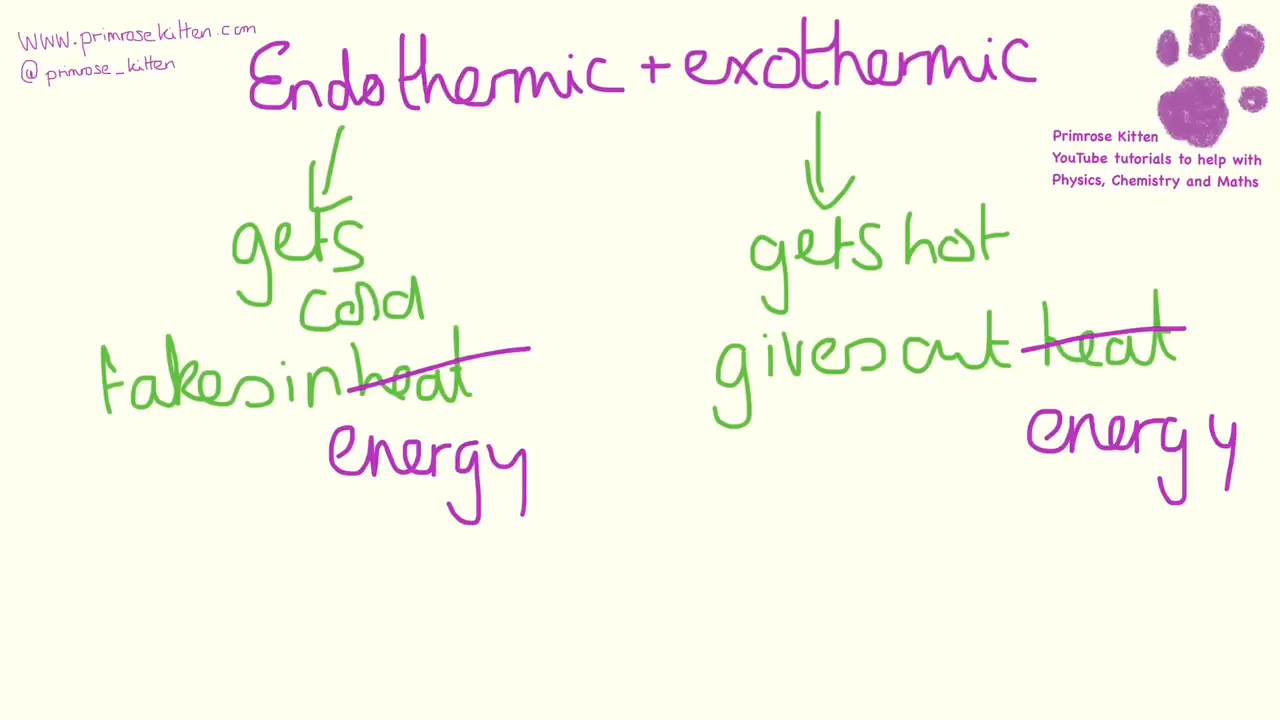 www.primrosekitten.com
@primrose_kitten
Endothermic + exothermic
Primrose Kitten
YouTube tutorials to help with
Physics, Chemistry and Maths
gets
cold
takes in heat
energy
gets hot
gives out heat
energy